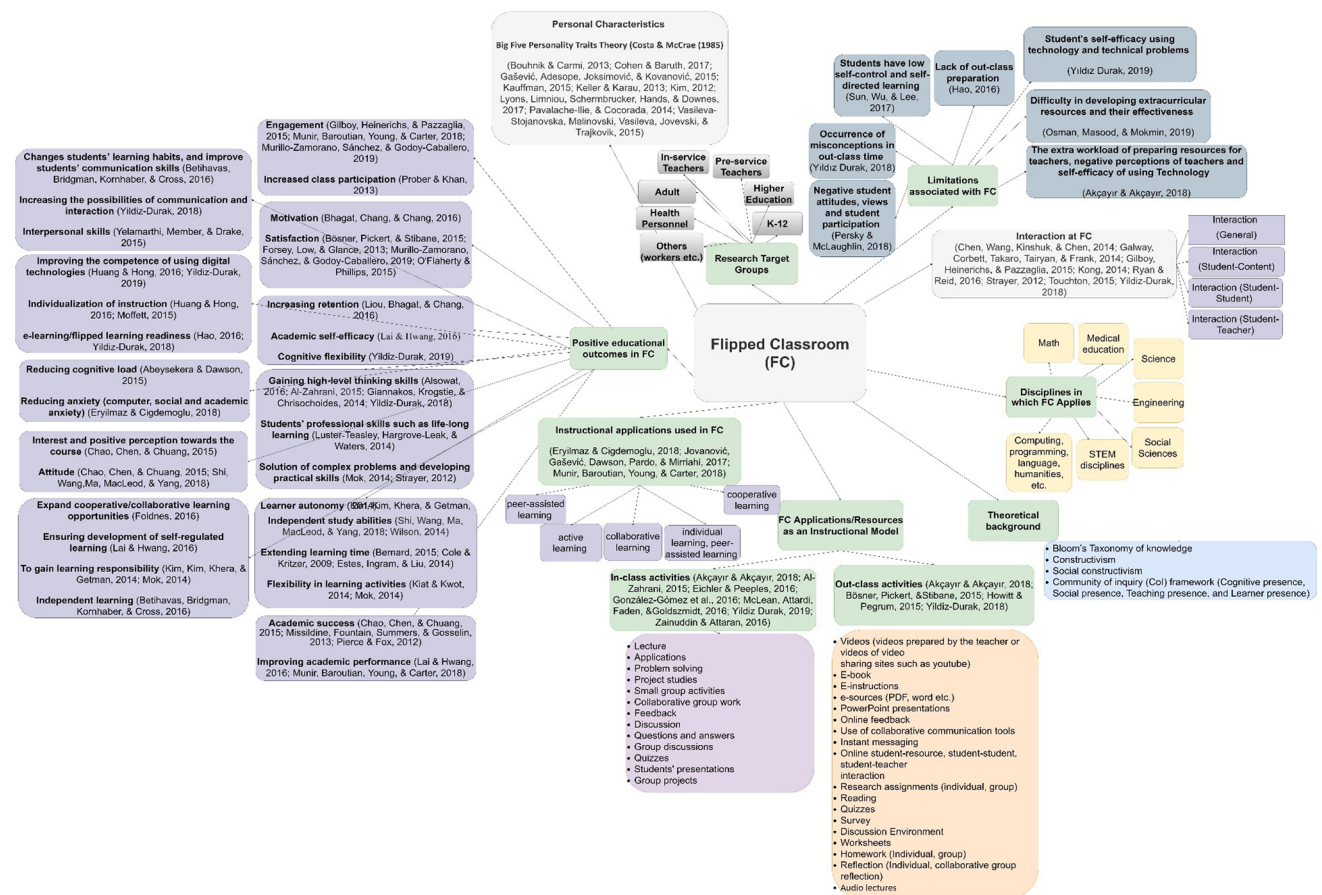 Personal Characteristics
Big Five Personality Traits Theory (Costa & McCrae (1985)
(Bouhnik & Carmi, 2013; Cohen & Baruth, 2017;
Gašević, Adesope, Joksimović, & Kovanović, 2015;
Kauffman, 2015; Keller & Karau, 2013; Kim, 2012;
Lyons, Limniou, Schermbrucker, Hands, & Downes,
2017; Pavalache-Ilie, & Cocorada, 2014; Vasileva-
Stojanovska, Malinovski, Vasileva, Jovevski, &
Trajkovik, 2015)
Students have low
self-control and self-
directed learning
(Sun, Wu, & Lee,
2017)
Lack of out-class
preparation
(Hao, 2016)
Student's self-efficacy using
technology and technical problems
(Yıldız Durak, 2019)
Difficulty in developing extracurricular
resources and their effectiveness
(Osman, Masood, & Mokmin, 2019)
Occurrence of
misconceptions in
out-class time
(Yıldız Durak, 2018)
The extra workload of preparing resources for
teachers, negative perceptions of teachers and
self-efficacy of using Technology
(Akçayır & Akçayır, 2018)
Negative student
attitudes, views
and student
participation
(Persky &
McLaughlin, 2018)
Limitations
associated with FC
In-service
Teachers
Pre-service
Teachers
Adult
Higher
Education
Health
Personnel
K-12
Others
(workers etc.)
Research Target
Groups
Interaction at FC
(Chen, Wang, Kinshuk, & Chen, 2014; Galway,
Corbett, Takaro, Tairyan, & Frank, 2014; Gilboy,
Heinerichs, & Pazzaglia, 2015; Kong, 2014; Ryan &
Reid, 2016; Strayer, 2012; Touchton, 2015; Yildiz-Durak,
2018)
Interaction
(General)
Interaction
(Student-Content)
Interaction (Student-
Student)
Interaction (Student-
Teacher)
Engagement (Gilboy, Heinerichs, & Pazzaglia,
2015; Munir, Baroutian, Young, & Carter, 2018;
Murillo-Zamorano, Sánchez, & Godoy-Caballero,
2019)
Increased class participation (Prober & Khan,
2013)
Changes students' learning habits, and improve
students' communication skills (Betihavas,
Bridgman, Kornhaber, & Cross, 2016)
Increasing the possibilities of communication and
interaction (Yildiz-Durak, 2018)
Interpersonal skills (Yelamarthi, Member, & Drake,
2015)
Motivation (Bhagat, Chang, & Chang, 2016)
Satisfaction (Bösner, Pickert, & Stibane, 2015;
Forsey, Low, & Glance, 2013; Murillo-Zamorano,
Sánchez, & Godoy-Caballero, 2019; O'Flaherty &
Phillips, 2015)
Improving the competence of using digital
technologies (Huang & Hong, 2016; Yildiz-Durak,
2019)
Individualization of instruction (Huang & Hong,
2016; Moffett, 2015)
e-learning/flipped learning readiness (Hao, 2016;
Yildiz-Durak, 2018)
Increasing retention (Liou, Bhagat, & Chang,
2016)
Academic self-efficacy (Lai & Hwang, 2016)
Cognitive flexibility (Yildiz-Durak, 2019)
Positive educational
outcomes in FC
Flipped Classroom
(FC)
Reducing cognitive load (Abeysekera & Dawson,
2015)
Reducing anxiety (computer, social and academic
anxiety) (Eryilmaz & Cigdemoglu, 2018)
Gaining high-level thinking skills (Alsowat,
2016; Al-Zahrani, 2015; Giannakos, Krogstie, &
Chrisochoides, 2014; Yildiz-Durak, 2018)
Students' professional skills such as life-long
learning (Luster-Teasley, Hargrove-Leak, &
Waters, 2014)
Solution of complex problems and developing
practical skills (Mok, 2014; Strayer, 2012)
Interest and positive perception towards the
course (Chao, Chen, & Chuang, 2015)
Attitude (Chao, Chen, & Chuang, 2015; Shi,
Wang,Ma, MacLeod, & Yang, 2018)
Expand cooperative/collaborative learning
opportunities (Foldnes, 2016)
Ensuring development of self-regulated
learning (Lai & Hwang, 2016)
To gain learning responsibility (Kim, Kim, Khera, &
Getman, 2014; Mok, 2014)
Independent learning (Betihavas, Bridgman,
Kornhaber, & Cross, 2016)
Learner autonomy (Kim, Kim, Khera, & Getman,
2014)
Independent study abilities (Shi, Wang, Ma,
MacLeod, & Yang, 2018; Wilson, 2014)
Extending learning time (Bernard, 2015; Cole &
Kritzer, 2009; Estes, Ingram, & Liu, 2014)
Flexibility in learning activities (Kiat & Kwot,
2014; Mok, 2014)
Academic success (Chao, Chen, & Chuang,
2015; Missildine, Fountain, Summers, & Gosselin,
2013; Pierce & Fox, 2012)
Improving academic performance (Lai & Hwang,
2016; Munir, Baroutian, Young, & Carter, 2018)
Math
Medical
education
Science
Disciplines in
which FC Applies
Engineering
Computing,
programming,
language,
humanities,
etc.
STEM
disciplines
Social
Sciences
Instructional applications used in FC
(Eryilmaz & Cigdemoglu, 2018; Jovanović,
Gašević, Dawson, Pardo, & Mirriahi, 2017;
Munir, Baroutian, Young, & Carter, 2018)
peer-assisted
learning
active
learning
collaborative
learning
individual
learning, peer-
assisted learning
cooperative
learning
FC Applications/Resources
as an Instructional Model
Theoretical
background
• Bloom's Taxonomy of knowledge
• Constructivism
• Social constructivism
• Community of inquiry (CoI) framework (Cognitive presence,
Social presence, Teaching presence, and Learner presence)
In-class activities (Akçayır & Akçayır, 2018; Al-
Zahrani, 2015; Eichler & Peeples, 2016;
González-Gómez et al., 2016; McLean, Attardi,
Faden, &Goldszmidt, 2016; Yildiz Durak, 2019;
Zainuddin & Attaran, 2016)
Out-class activities (Akçayır & Akçayır, 2018;
Bösner, Pickert, &Stibane, 2015; Howitt &
Pegrum, 2015; Yildiz-Durak, 2018)
• Lecture
• Applications
• Problem solving
• Project studies
• Small group activities
• Collaborative group work
• Feedback
• Discussion
• Questions and answers
• Group discussions
• Quizzes
• Students' presentations
• Group projects
• Videos (videos prepared by the teacher or
videos of video
sharing sites such as youtube)
• E-book
• E-instructions
• e-sources (PDF, word etc.)
• PowerPoint presentations
• Online feedback
• Use of collaborative communication tools
• Instant messaging
• Online student-resource, student-student,
student-teacher
interaction
• Research assignments (individual, group)
• Reading
• Quizzes
• Survey
• Discussion Environment
• Worksheets
• Homework (Individual, group)
• Reflection (Individual, collaborative group
reflection)
• Audio lectures